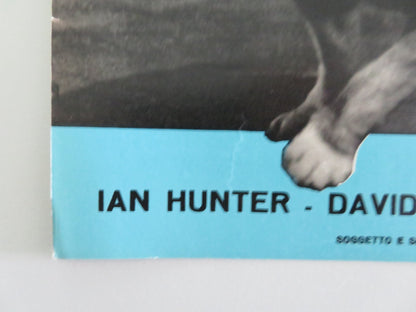 IAN HUNTER - DAVID
SOGGETTO E S